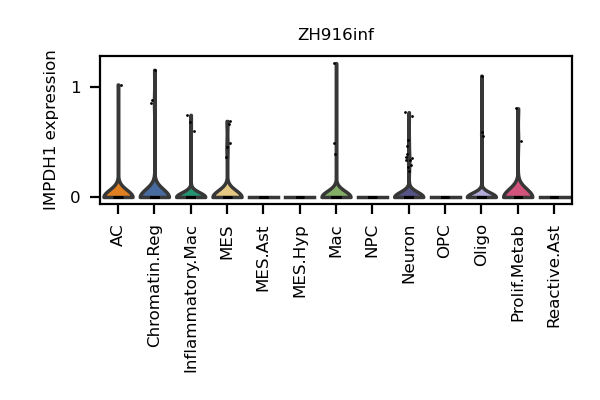 ZH916inf
IMPDH1 expression
1
0
AC
Chromatin.Reg
Inflammatory.Mac
MES
MES.Ast
MES.Hyp
Mac
NPC
Neuron
OPC
Oligo
Prolif.Metab
Reactive.Ast